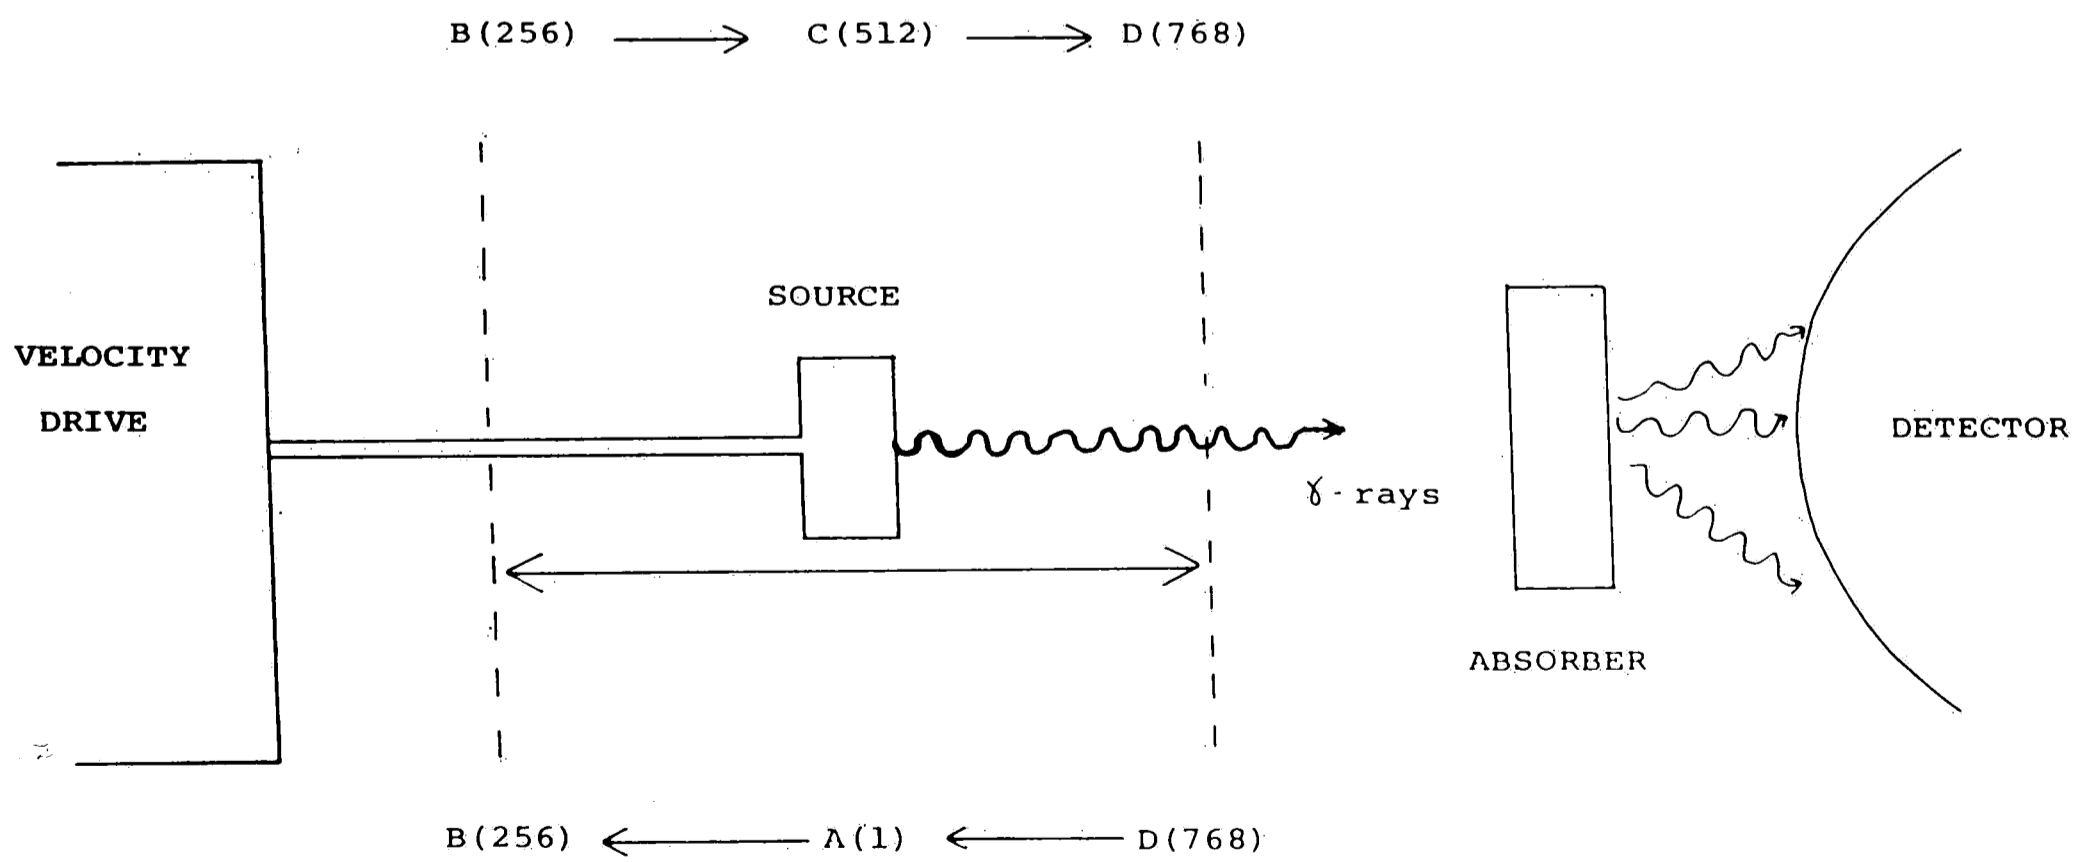 B(256) ⟶ C(512) ⟶ D(768)
SOURCE
VELOCITY
DRIVE
DETECTOR
γ-rays
ABSORBER
B(256) ⟵ A(1) ⟵ D(768)